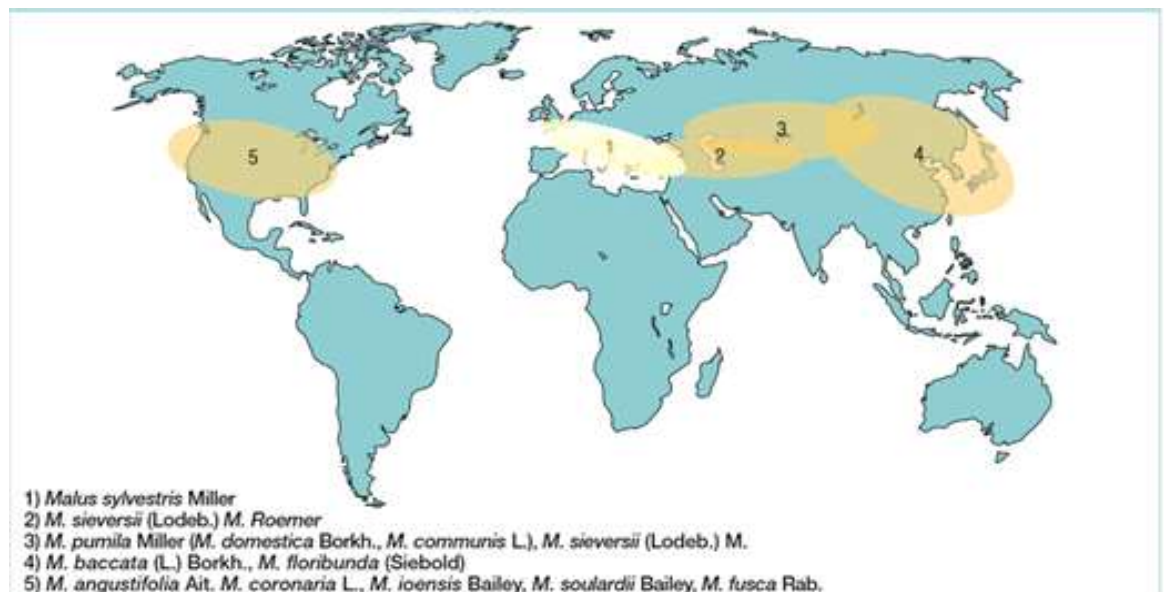 5
1
2
3
4
1) Malus sylvestris Miller
2) M. sieversii (Lodeb.) M. Roemer
3) M. pumila Miller (M. domestica Borkh., M. communis L.), M. sieversii (Lodeb.) M.
4) M. baccata (L.) Borkh., M. floribunda (Siebold)
5) M. angustifolia Ait. M. coronaria L., M. ioensis Bailey, M. soulardii Bailey, M. fusca Rab.